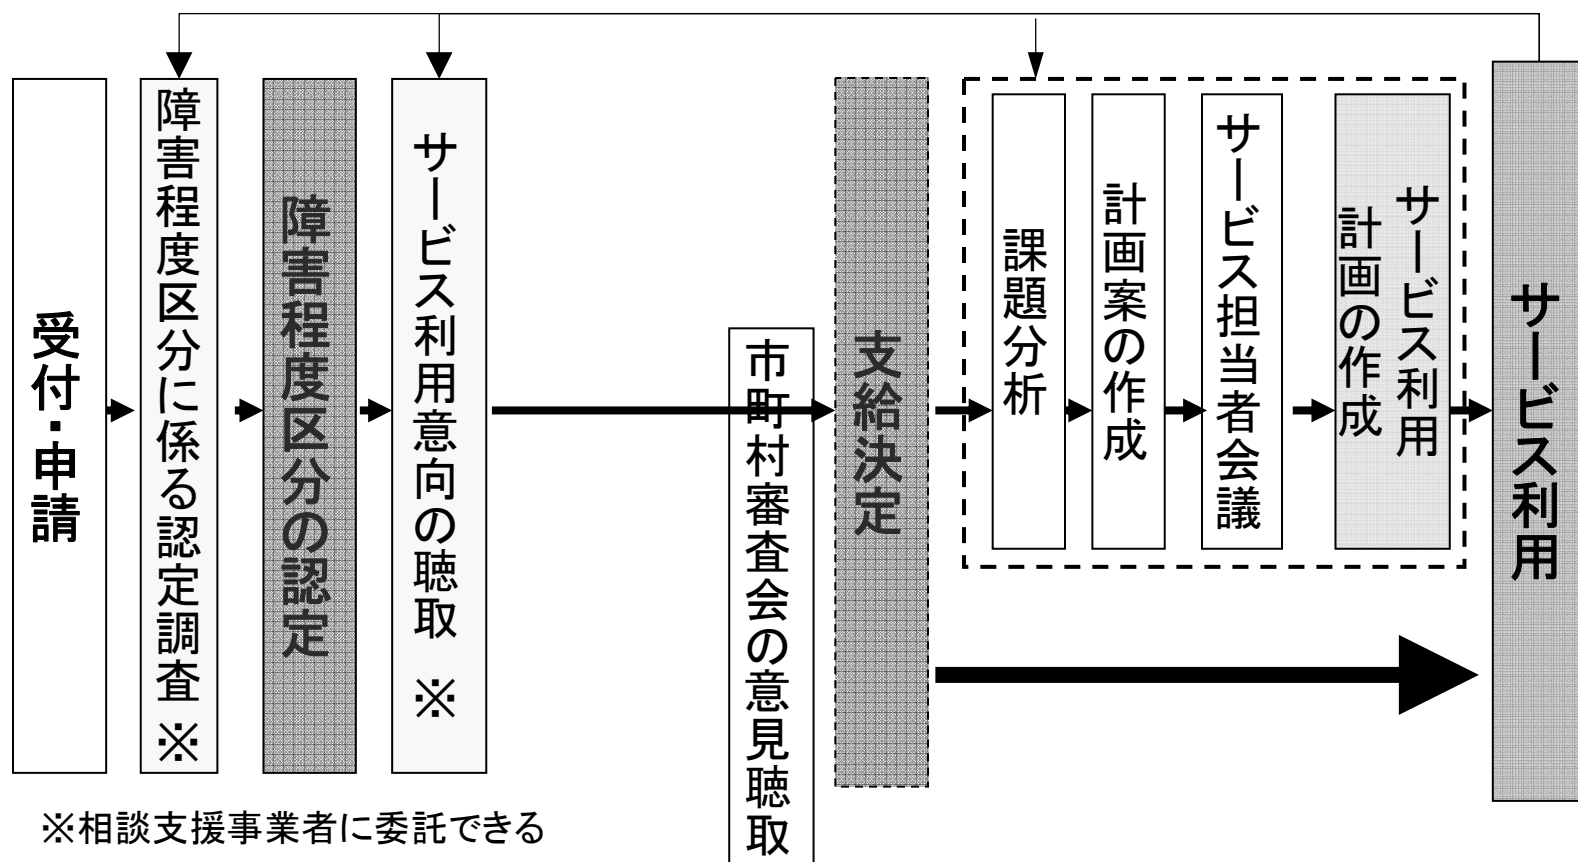 受付・申請
障害程度区分に係る認定調査 ※
障害程度区分の認定
サービス利用意向の聴取 ※
市町村審査会の意見聴取
支給決定
課題分析
計画案の作成
サービス担当者会議
サービス利用
計画の作成
サービス利用
※相談支援事業者に委託できる